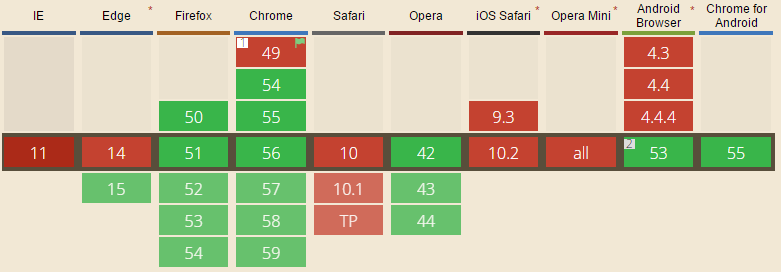 IE Edge * Firefox Chrome Safari Opera iOS Safari * Opera Mini * Android Browser * Chrome for Android
1 49 4.3
54 4.4
50 55 9.3 4.4.4
11 14 51 56 10 42 10.2 all 2 53 55
15 52 57 10.1 43
53 58 TP 44
54 59